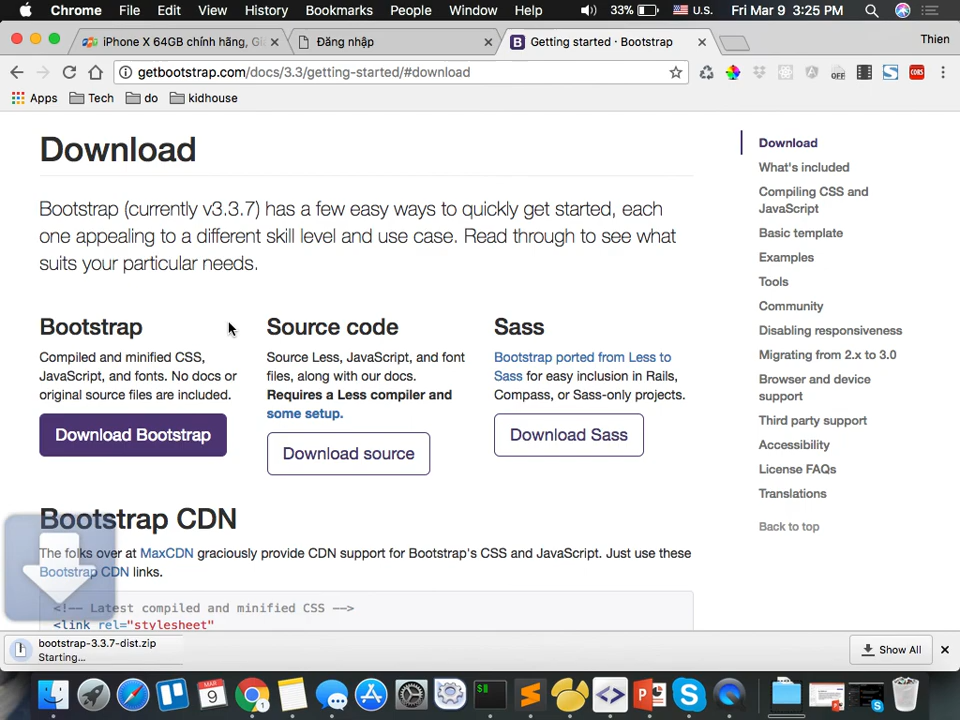 Chrome File Edit View History Bookmarks People Window Help 33% U.S. Fri Mar 9 3:25 PM
iPhone X 64GB chính hãng, Gi
Đăng nhập
Getting started · Bootstrap
Thien
getbootstrap.com/docs/3.3/getting-started/#download
OFF
CORS
Apps Tech do kidhouse
Download
Bootstrap (currently v3.3.7) has a few easy ways to quickly get started, each
one appealing to a different skill level and use case. Read through to see what
suits your particular needs.
Bootstrap
Compiled and minified CSS,
JavaScript, and fonts. No docs or
original source files are included.
Download Bootstrap
Source code
Source Less, JavaScript, and font
files, along with our docs.
Requires a Less compiler and
some setup.
Download source
Sass
Bootstrap ported from Less to
Sass for easy inclusion in Rails,
Compass, or Sass-only projects.
Download Sass
Bootstrap CDN
The folks over at MaxCDN graciously provide CDN support for Bootstrap's CSS and JavaScript. Just use these
Bootstrap CDN links.
<!-- Latest compiled and minified CSS -->
<link rel="stylesheet"
Download
What's included
Compiling CSS and
JavaScript
Basic template
Examples
Tools
Community
Disabling responsiveness
Migrating from 2.x to 3.0
Browser and device
support
Third party support
Accessibility
License FAQs
Translations
Back to top
bootstrap-3.3.7-dist.zip
Starting...
Show All
MAR
9
1
$